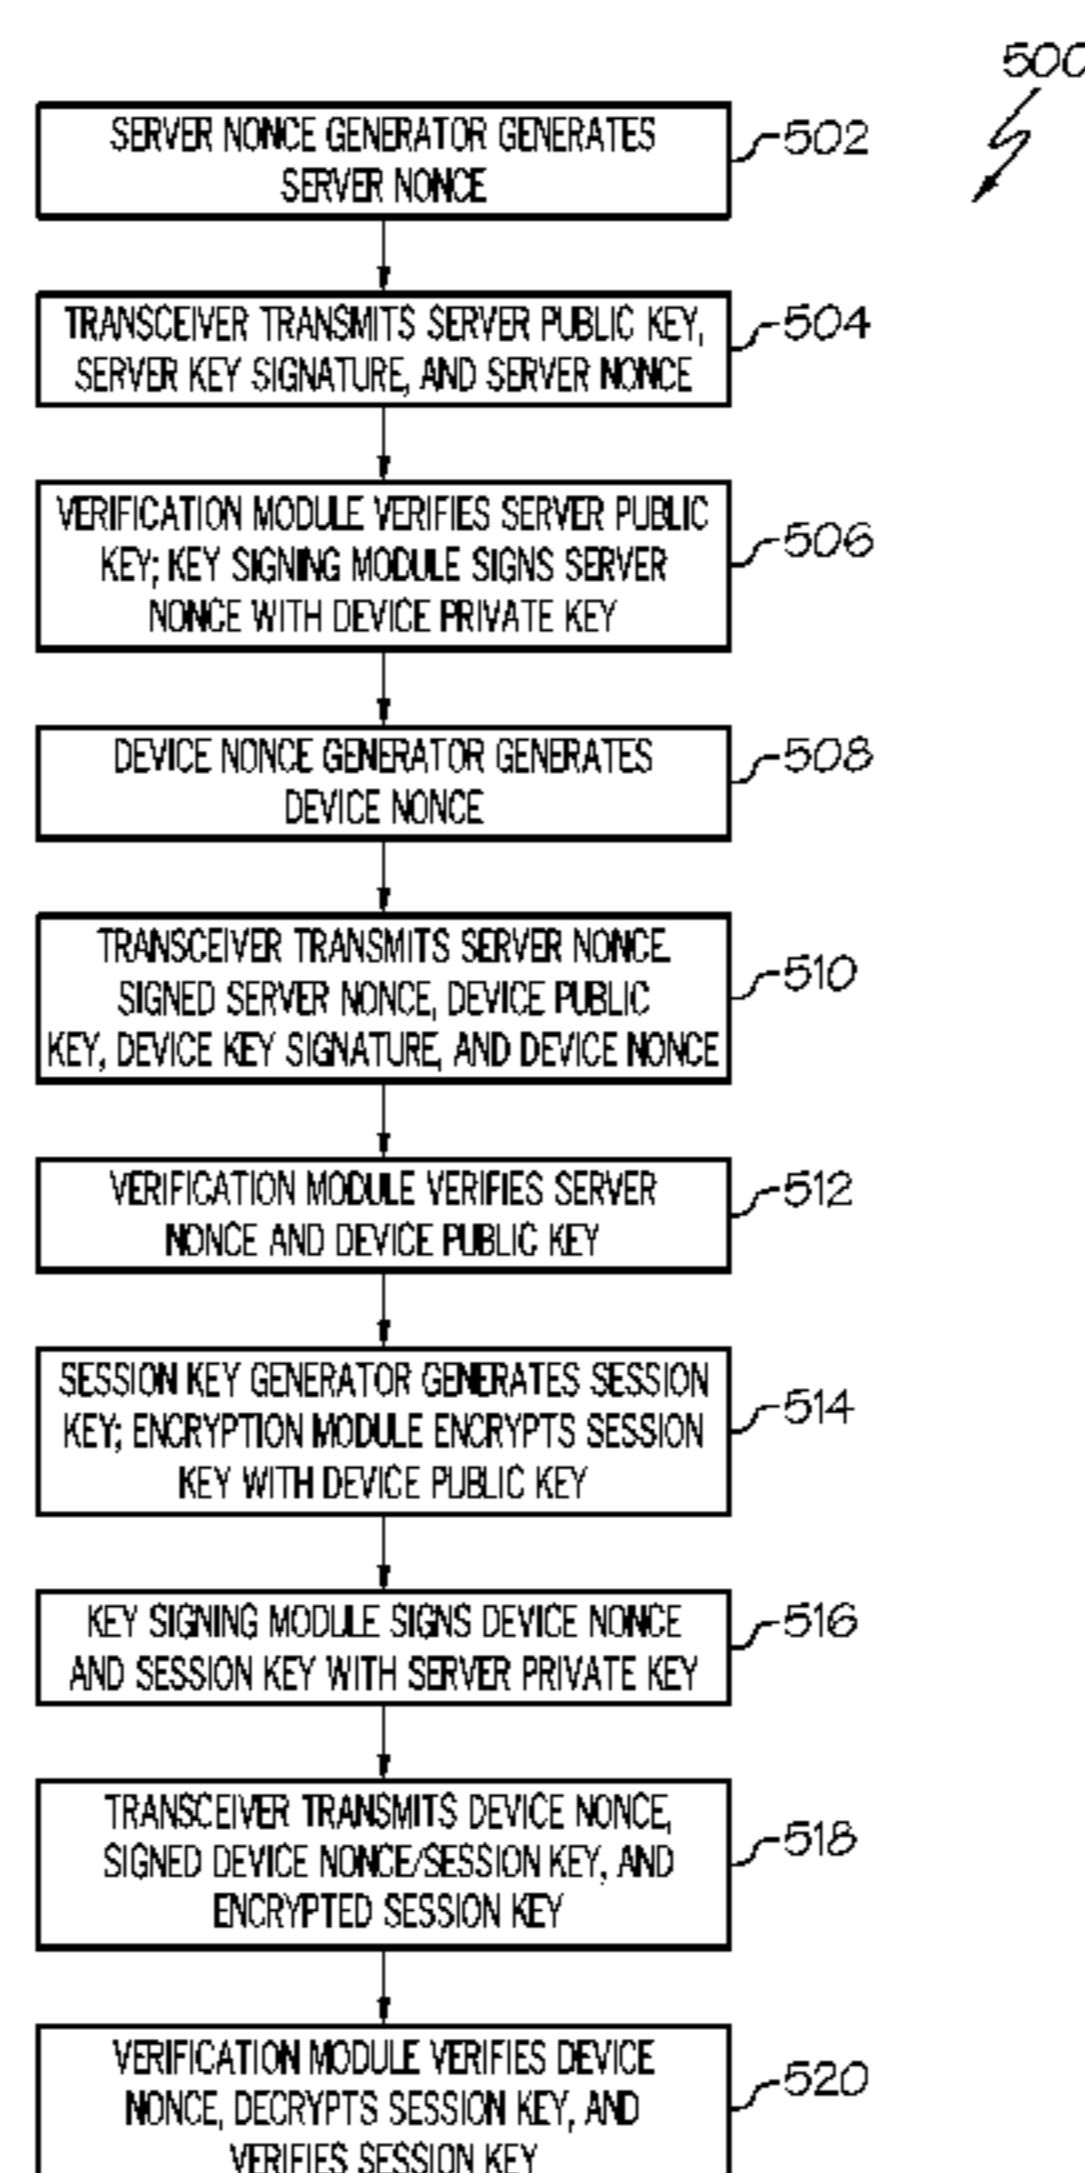 500
SERVER NONCE GENERATOR GENERATES
SERVER NONCE
502
TRANSCEIVER TRANSMITS SERVER PUBLIC KEY,
SERVER KEY SIGNATURE, AND SERVER NONCE
504
VERIFICATION MODULE VERIFIES SERVER PUBLIC
KEY; KEY SIGNING MODULE SIGNS SERVER
NONCE WITH DEVICE PRIVATE KEY
506
DEVICE NONCE GENERATOR GENERATES
DEVICE NONCE
508
TRANSCEIVER TRANSMITS SERVER NONCE.
SIGNED SERVER NONCE, DEVICE PUBLIC
KEY, DEVICE KEY SIGNATURE, AND DEVICE NONCE
510
VERIFICATION MODULE VERIFIES SERVER
NONCE AND DEVICE PUBLIC KEY
512
SESSION KEY GENERATOR GENERATES SESSION
KEY; ENCRYPTION MODULE ENCRYPTS SESSION
KEY WITH DEVICE PUBLIC KEY
514
KEY SIGNING MODULE SIGNS DEVICE NONCE
AND SESSION KEY WITH SERVER PRIVATE KEY
516
TRANSCEIVER TRANSMITS DEVICE NONCE,
SIGNED DEVICE NONCE/SESSION KEY, AND
ENCRYPTED SESSION KEY
518
VERIFICATION MODULE VERIFIES DEVICE
NONCE, DECRYPTS SESSION KEY, AND
VERIFIES SESSION KEY
520